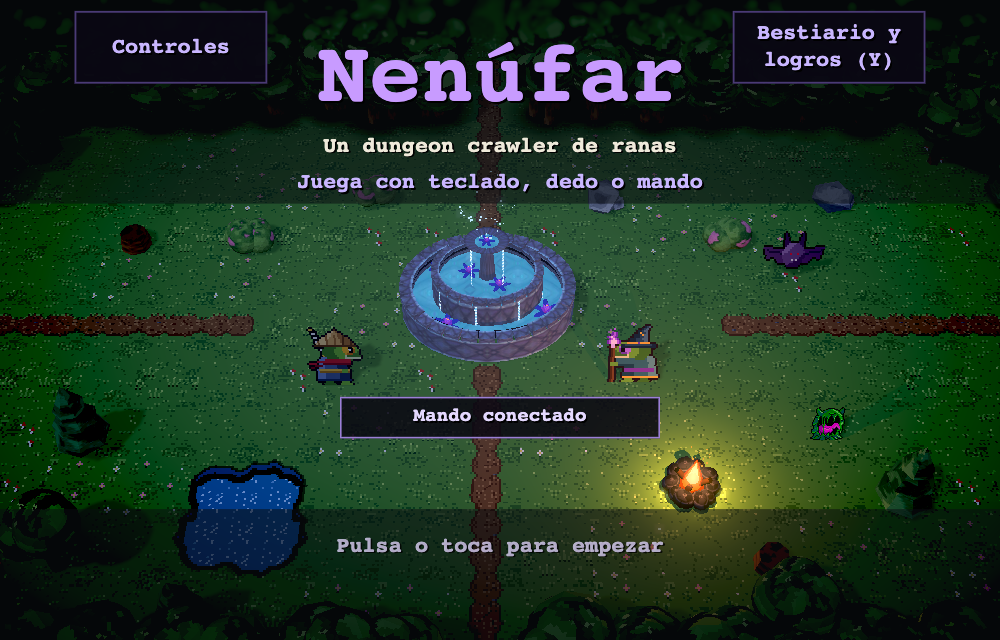 Controles
Bestiario y
logros (Y)
Nenúfar
Un dungeon crawler de ranas
Juega con teclado, dedo o mando
Mando conectado
Pulsa o toca para empezar